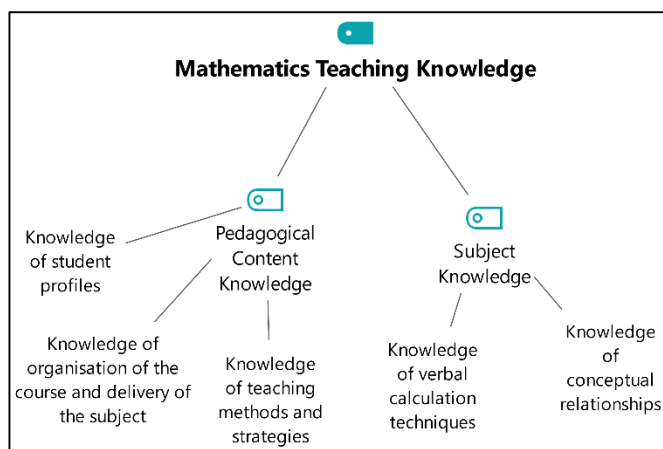 Mathematics Teaching Knowledge
Pedagogical
Content
Knowledge
Subject
Knowledge
Knowledge
of student
profiles
Knowledge of
organisation of the
course and delivery of
the subject
Knowledge
of teaching
methods and
strategies
Knowledge
of verbal
calculation
techniques
Knowledge
of
conceptual
relationships